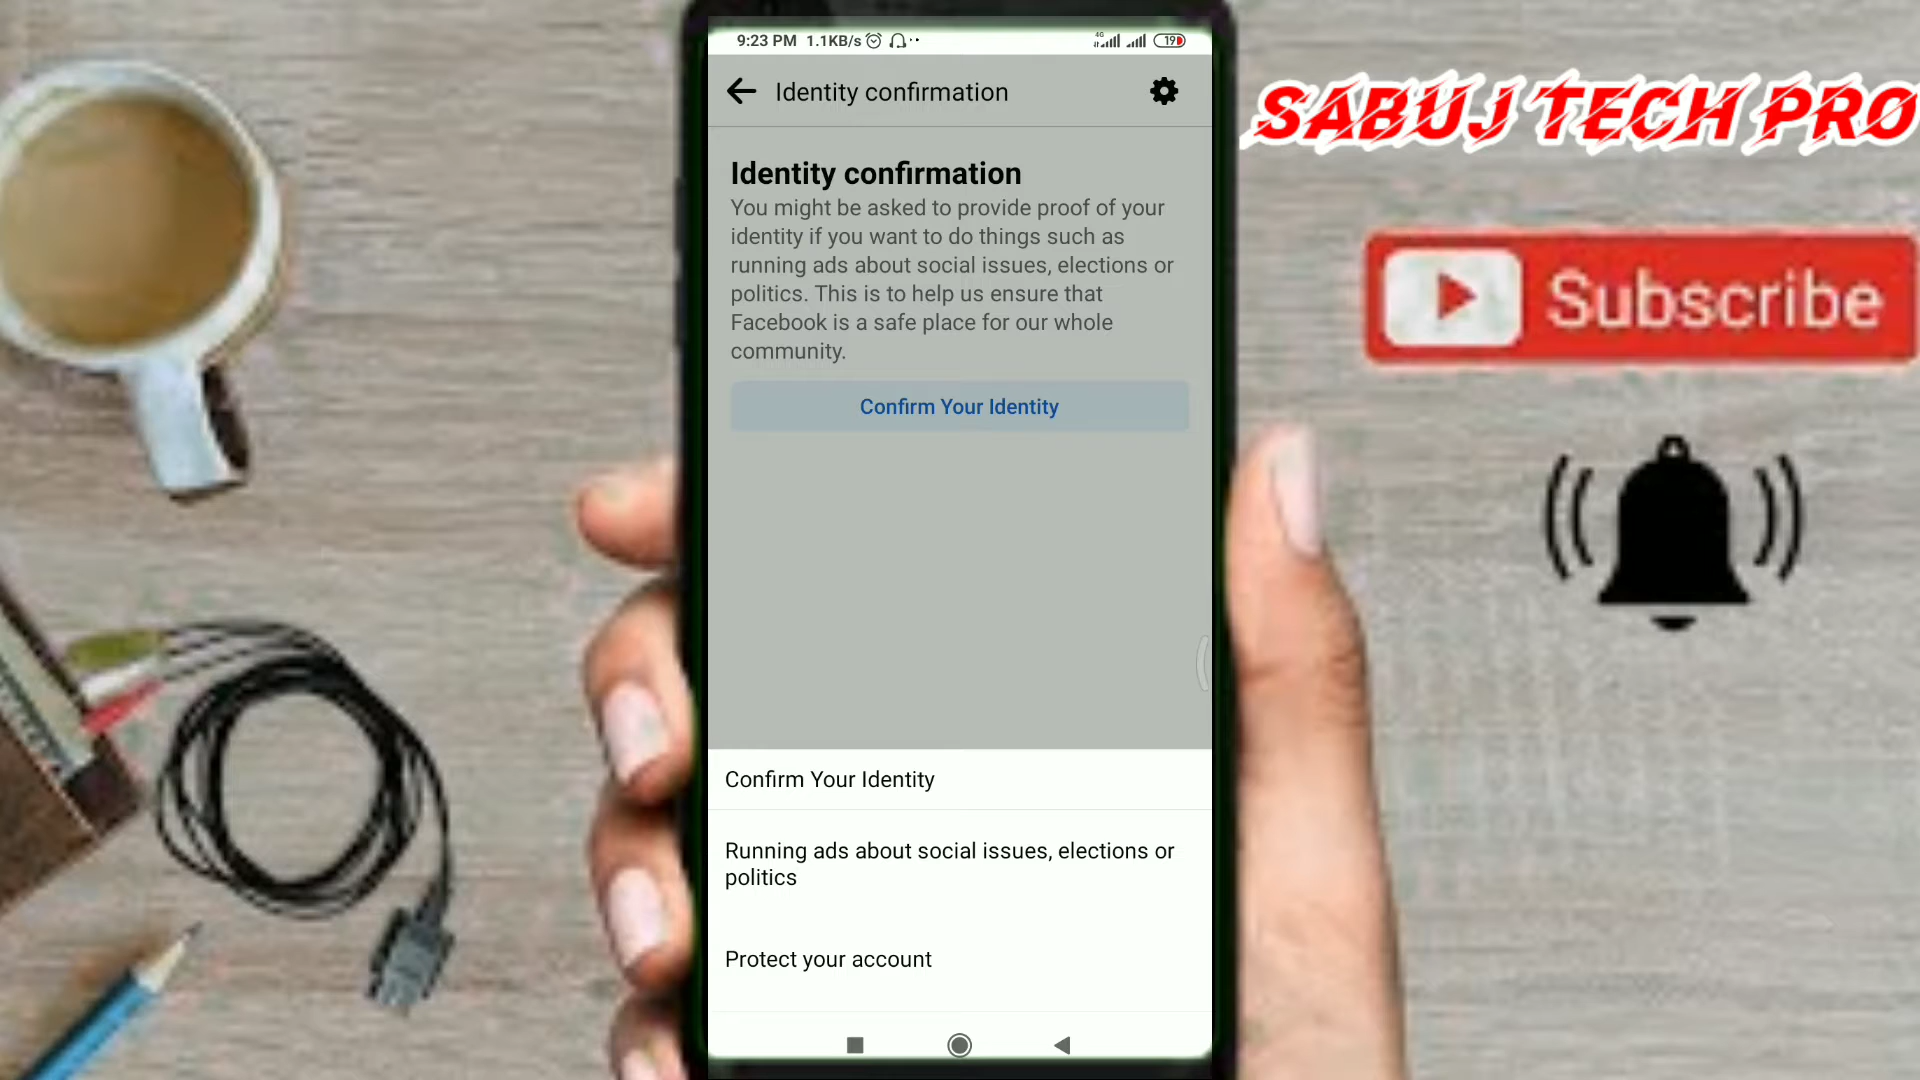 9:23 PM 1.1KB/s
4G
19
Identity confirmation
SABUJ TECH PRO
Identity confirmation
You might be asked to provide proof of your
identity if you want to do things such as
running ads about social issues, elections or
politics. This is to help us ensure that
Facebook is a safe place for our whole
community.
Subscribe
Confirm Your Identity
Confirm Your Identity
Running ads about social issues, elections or
politics
Protect your account